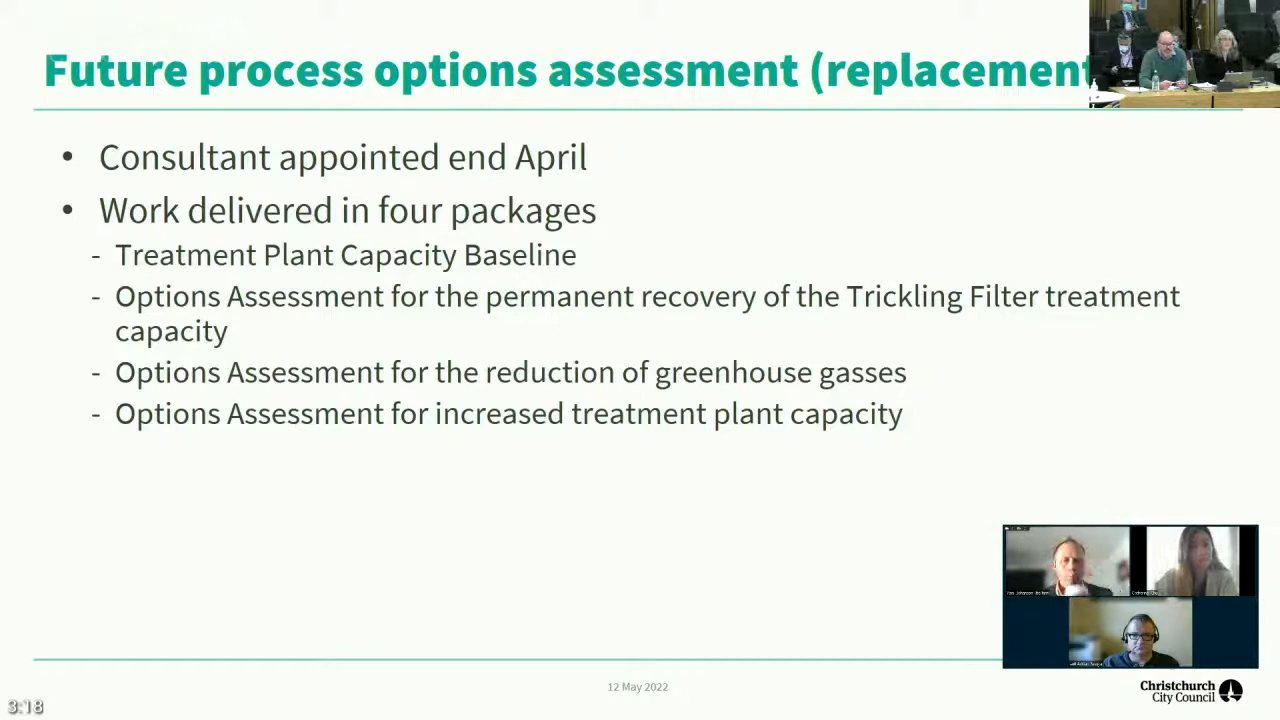 Future process options assessment (replacement
• Consultant appointed end April
• Work delivered in four packages
- Treatment Plant Capacity Baseline
- Options Assessment for the permanent recovery of the Trickling Filter treatment
capacity
- Options Assessment for the reduction of greenhouse gasses
- Options Assessment for increased treatment plant capacity
12 May 2022
Christchurch
City Council
3:18